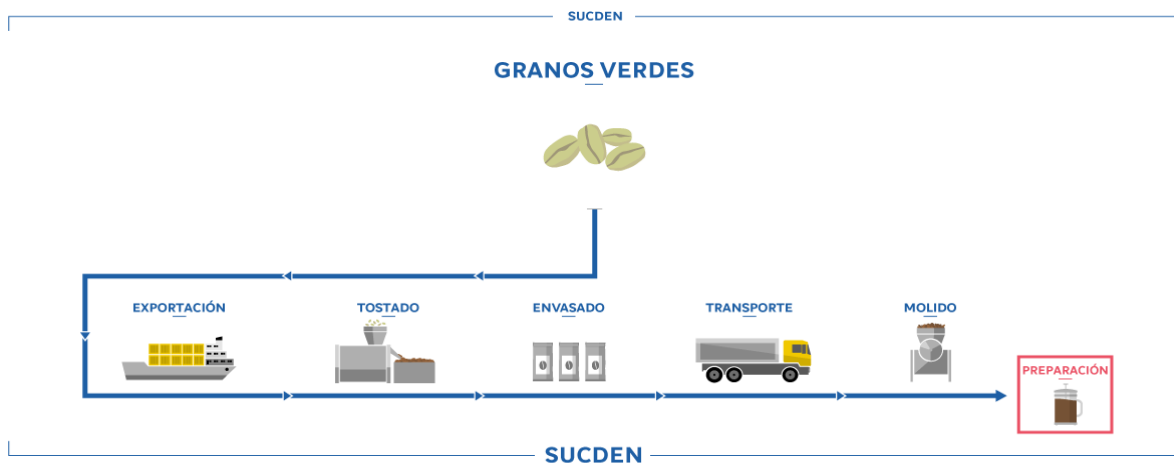 SUCDEN
GRANOS VERDES
EXPORTACIÓN
TOSTADO
ENVASADO
TRANSPORTE
MOLIDO
PREPARACIÓN
SUCDEN